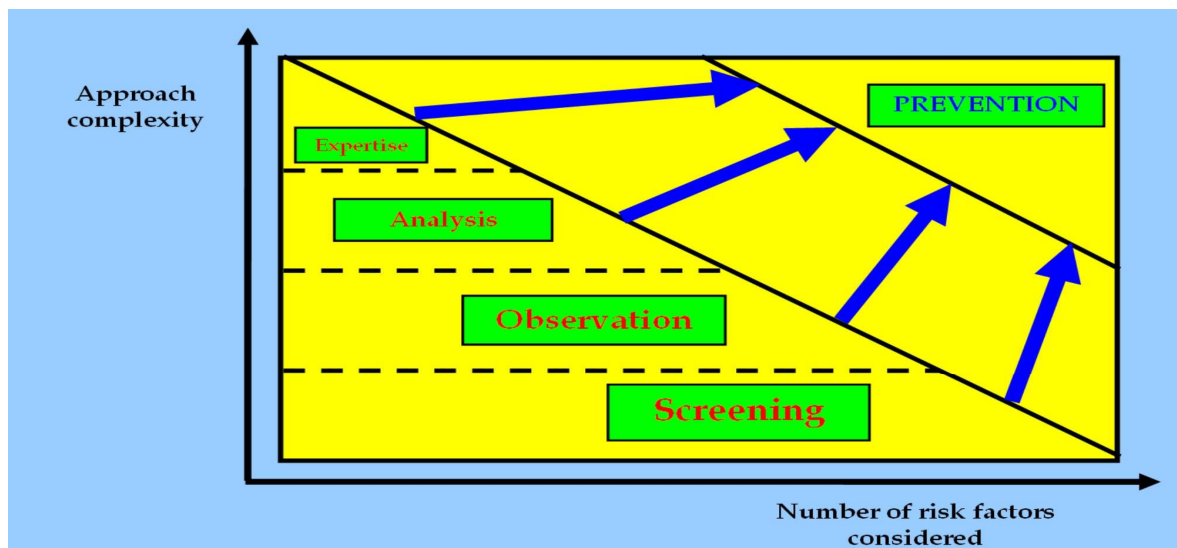 Approach
complexity
PREVENTION
Expertise
Analysis
Observation
Screening
Number of risk factors
considered